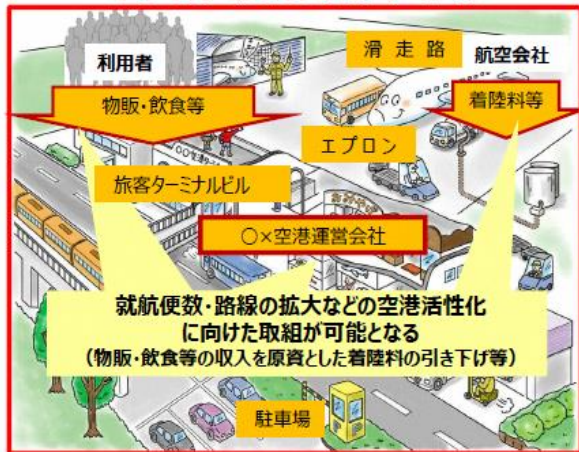 利用者
滑走路
航空会社
物販・飲食等
着陸料等
エプロン
旅客ターミナルビル
○×空港運営会社
就航便数・路線の拡大などの空港活性化
に向けた取組が可能となる
(物販・飲食等の収入を原資とした着陸料の引き下げ等)
駐車場